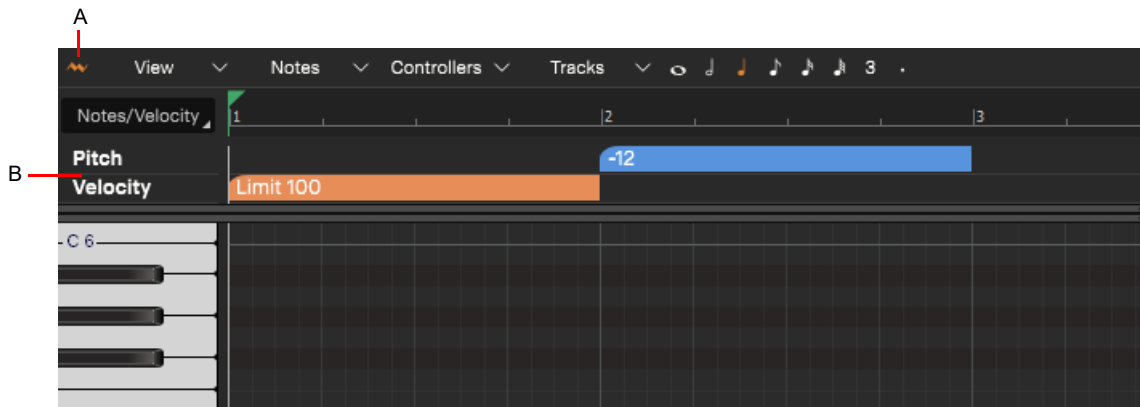 A
View Notes Controllers Tracks 3 .
Notes/Velocity 1 2 3
Pitch -12
B
Velocity Limit 100
C 6